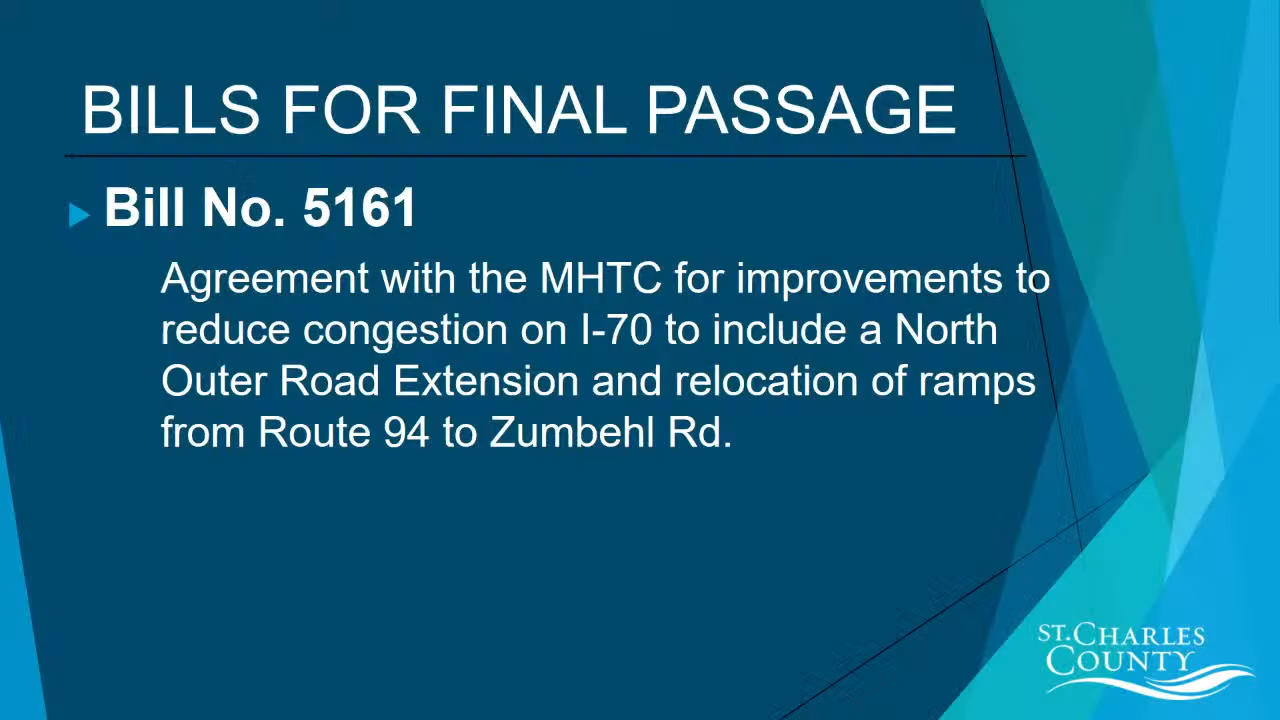 BILLS FOR FINAL PASSAGE
Bill No. 5161
Agreement with the MHTC for improvements to
reduce congestion on I-70 to include a North
Outer Road Extension and relocation of ramps
from Route 94 to Zumbehl Rd.
ST. CHARLES
COUNTY